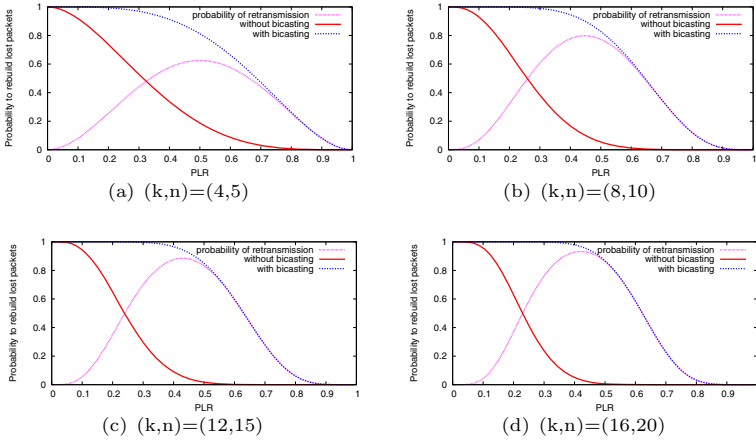 Probability to rebuild lost packets
1
0.8
0.6
0.4
0.2
0
probability of retransmission
without bicasting
with bicasting
0 0.1 0.2 0.3 0.4 0.5 0.6 0.7 0.8 0.9 1
PLR
(a) (k,n)=(4,5)
Probability to rebuild lost packets
1
0.8
0.6
0.4
0.2
0
probability of retransmission
without bicasting
with bicasting
0 0.1 0.2 0.3 0.4 0.5 0.6 0.7 0.8 0.9 1
PLR
(b) (k,n)=(8,10)
Probability to rebuild lost packets
1
0.8
0.6
0.4
0.2
0
probability of retransmission
without bicasting
with bicasting
0 0.1 0.2 0.3 0.4 0.5 0.6 0.7 0.8 0.9 1
PLR
(c) (k,n)=(12,15)
Probability to rebuild lost packets
1
0.8
0.6
0.4
0.2
0
probability of retransmission
without bicasting
with bicasting
0 0.1 0.2 0.3 0.4 0.5 0.6 0.7 0.8 0.9
PLR
(d) (k,n)=(16,20)